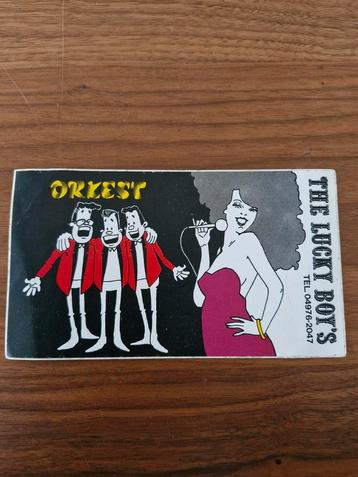 ORKEST
THE LUCKY BOY'S
TEL. 04976-2047